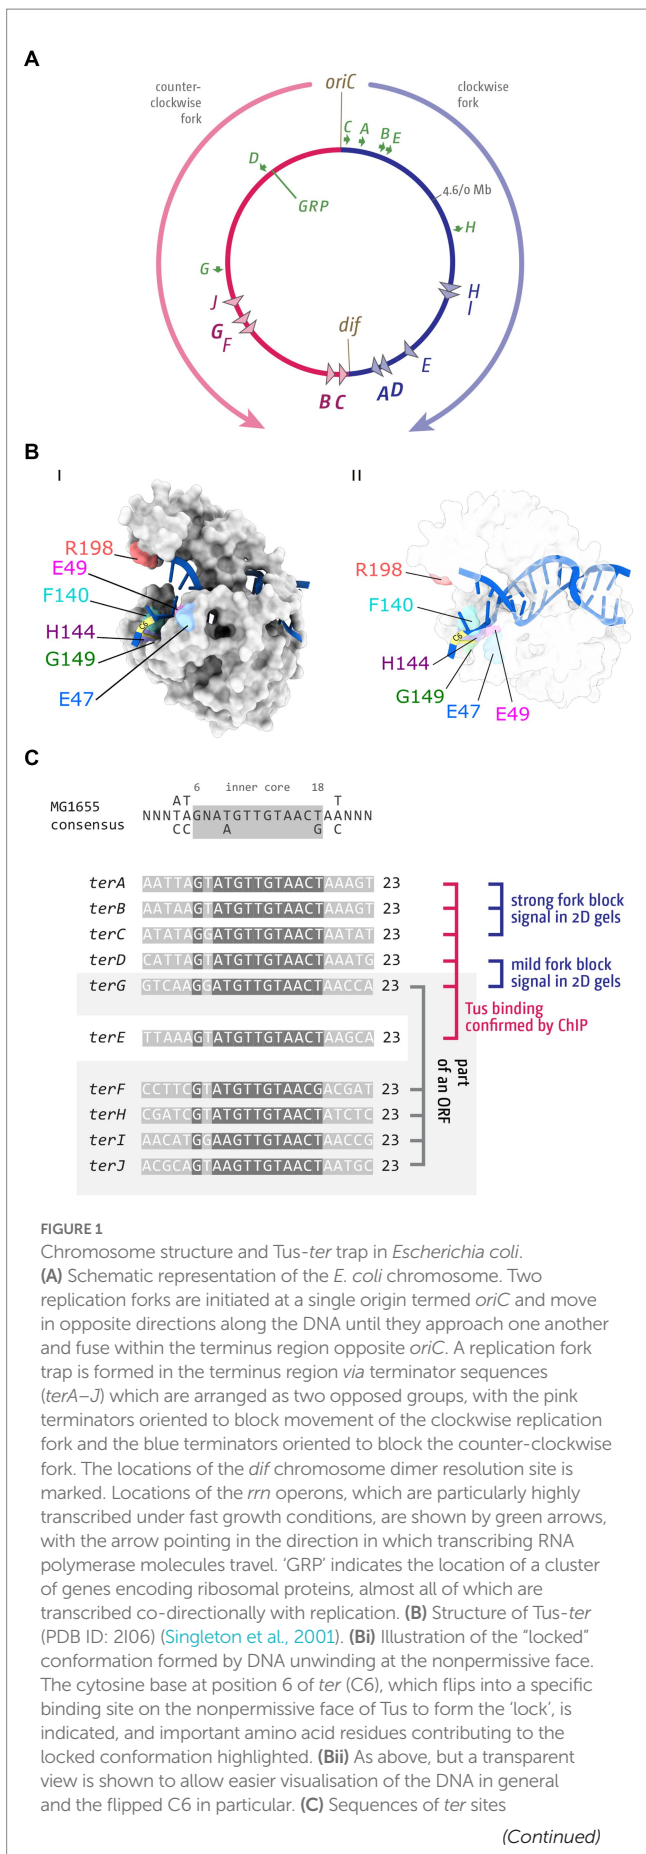 A
counter-
clockwise
fork
oriC
clockwise
fork
C
A
B
E
D
GRP
4.6/0 Mb
H
G
J
G
F
H
I
dif
E
B
C
A
D
B
I
II
R198
E49
F140
C6
H144
G149
E47
R198
F140
C6
H144
G149
E47
E49
C
6 inner core 18
AT T
MG1655 NNNTAGNATGTTGTAACTAANNN
consensus CC A G C
terA AATTAGTATGTTGTAACTAAAGT 23
terB AATAAGTATGTTGTAACTAAAGT 23
terC ATATAGGATGTTGTAACTAATAT 23
terD CATTAGTATGTTGTAACTAAATG 23
terG GTCAAGGATGTTGTAACTAACCA 23
terE TTAAAGTATGTTGTAACTAAGCA 23
terF CCTTCGTATGTTGTAACGACGAT 23
terH CGATCGTATGTTGTAACTATCTC 23
terI AACATGGAAGTTGTAACTAACCG 23
terJ ACGCAGTAAGTTGTAACTAATGC 23
strong fork block
signal in 2D gels
mild fork block
signal in 2D gels
Tus binding
confirmed by ChIP
part
of an ORF
FIGURE 1
Chromosome structure and Tus-ter trap in Escherichia coli.
(A) Schematic representation of the E. coli chromosome. Two
replication forks are initiated at a single origin termed oriC and move
in opposite directions along the DNA until they approach one another
and fuse within the terminus region opposite oriC. A replication fork
trap is formed in the terminus region via terminator sequences
(terA–J) which are arranged as two opposed groups, with the pink
terminators oriented to block movement of the clockwise replication
fork and the blue terminators oriented to block the counter-clockwise
fork. The locations of the dif chromosome dimer resolution site is
marked. Locations of the rrn operons, which are particularly highly
transcribed under fast growth conditions, are shown by green arrows,
with the arrow pointing in the direction in which transcribing RNA
polymerase molecules travel. ‘GRP’ indicates the location of a cluster
of genes encoding ribosomal proteins, almost all of which are
transcribed co-directionally with replication. (B) Structure of Tus-ter
(PDB ID: 2I06) (Singleton et al., 2001). (Bi) Illustration of the “locked”
conformation formed by DNA unwinding at the nonpermissive face.
The cytosine base at position 6 of ter (C6), which flips into a specific
binding site on the nonpermissive face of Tus to form the ‘lock’, is
indicated, and important amino acid residues contributing to the
locked conformation highlighted. (Bii) As above, but a transparent
view is shown to allow easier visualisation of the DNA in general
and the flipped C6 in particular. (C) Sequences of ter sites
(Continued)